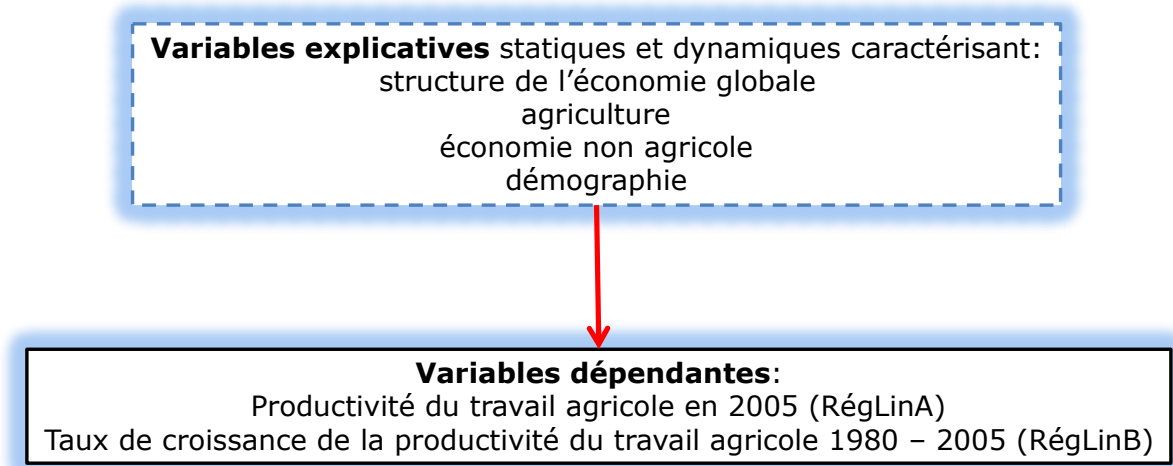 Variables explicatives statiques et dynamiques caractérisant:
structure de l’économie globale
agriculture
économie non agricole
démographie
Variables dépendantes:
Productivité du travail agricole en 2005 (RégLinA)
Taux de croissance de la productivité du travail agricole 1980 – 2005 (RégLinB)